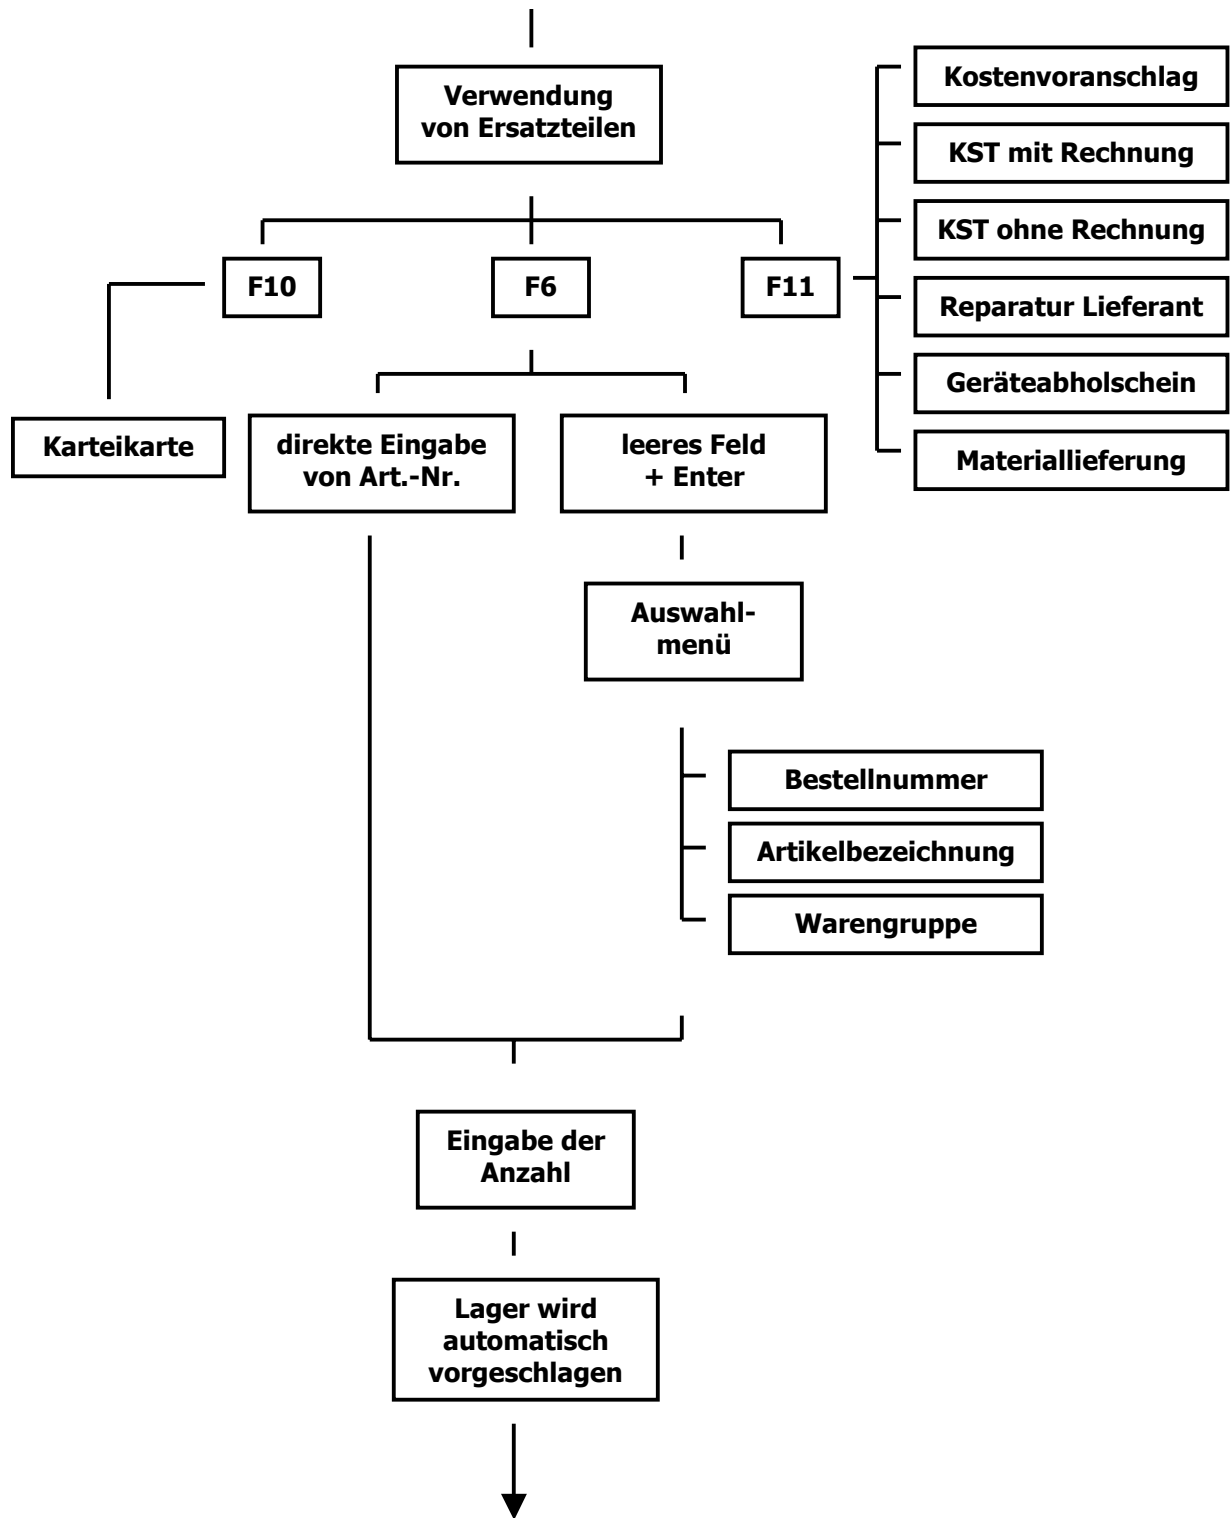 Verwendung
von Ersatzteilen
Kostenvoranschlag
KST mit Rechnung
KST ohne Rechnung
Reparatur Lieferant
Geräteabholschein
Materiallieferung
F10
F6
F11
Karteikarte
direkte Eingabe
von Art.-Nr.
leeres Feld
+ Enter
Auswahl-
menü
Bestellnummer
Artikelbezeichnung
Warengruppe
Eingabe der
Anzahl
Lager wird
automatisch
vorgeschlagen